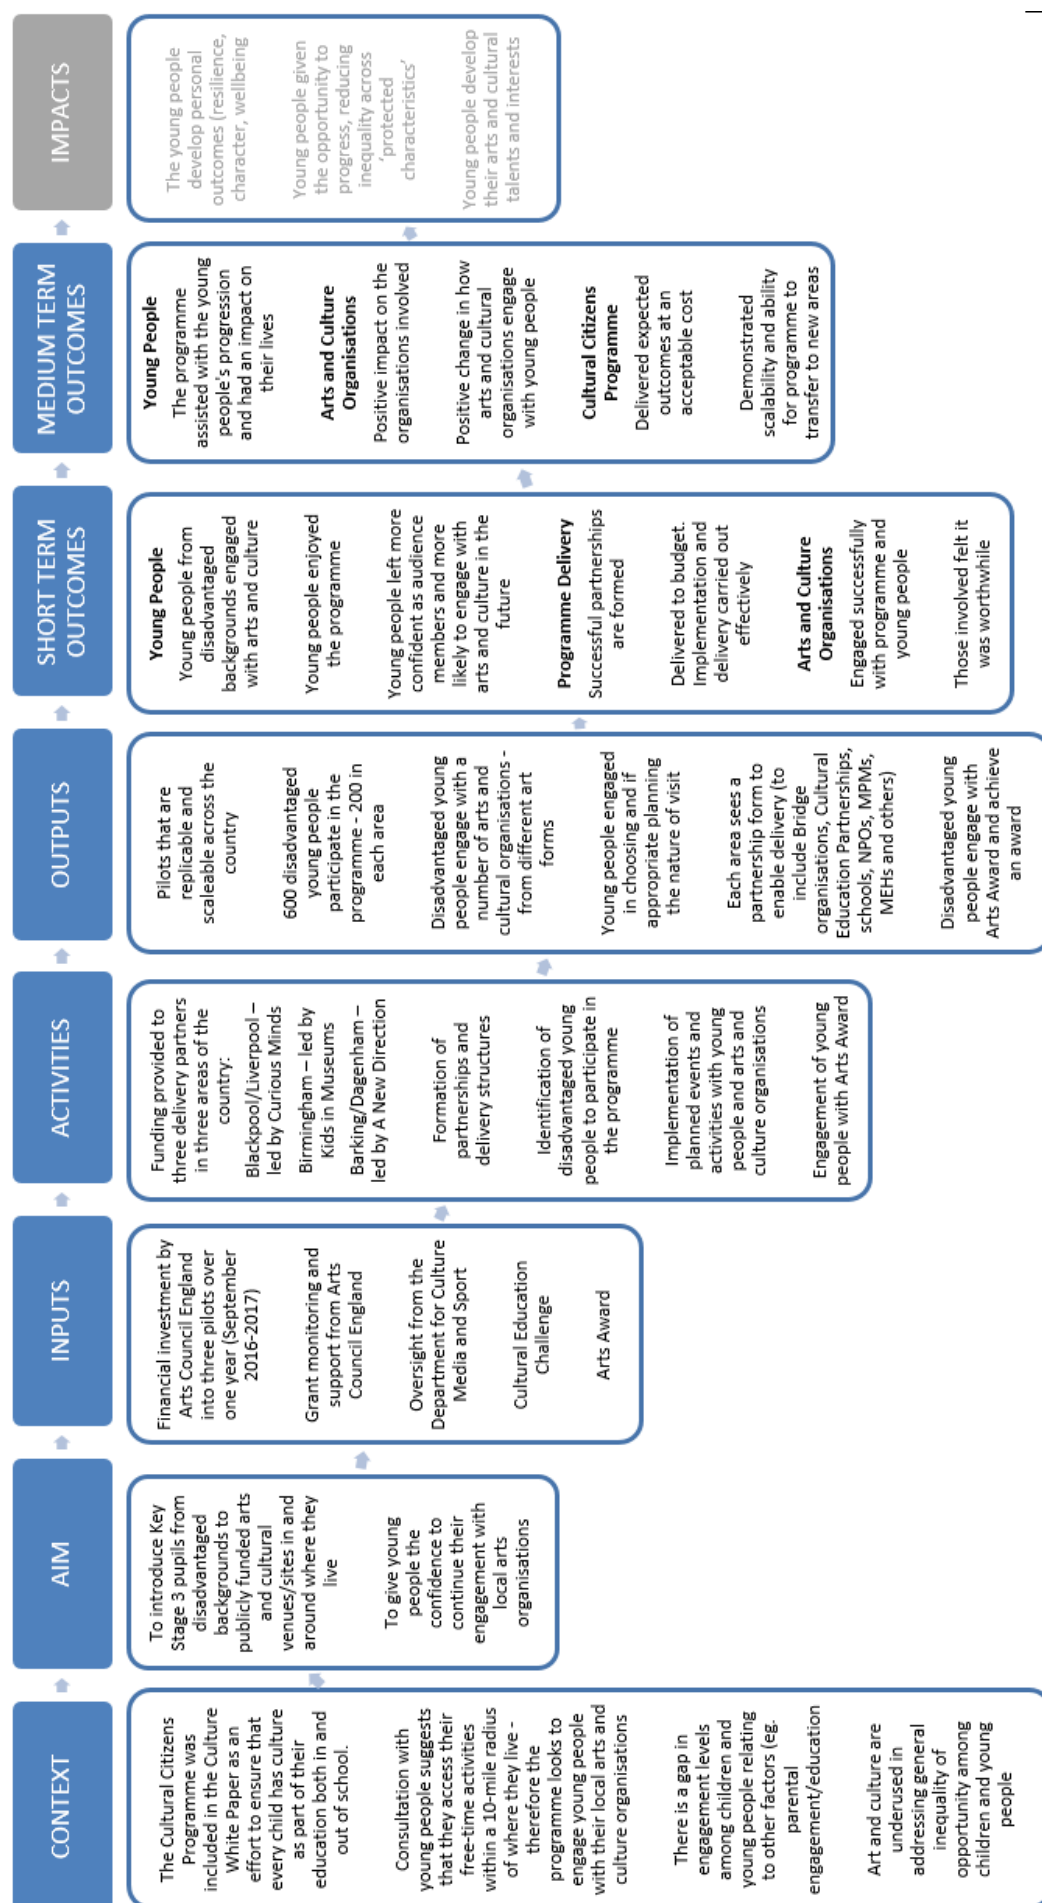 CONTEXT
The Cultural Citizens
Programme was
included in the Culture
White Paper as an
effort to ensure that
every child has culture
as part of their
education both in and
out of school.
Consultation with
young people suggests
that they access their
free-time activities
within a 10-mile radius
of where they live -
therefore the
programme looks to
engage young people
with their local arts and
culture organisations
There is a gap in
engagement levels
among children and
young people relating
to other factors (eg.
parental
engagement/education
Art and culture are
underused in
addressing general
inequality of
opportunity among
children and young
people
AIM
To introduce Key
Stage 3 pupils from
disadvantaged
backgrounds to
publicly funded arts
and cultural
venues/sites in and
around where they
live
To give young
people the
confidence to
continue their
engagement with
local arts
organisations
INPUTS
Financial investment by
Arts Council England
into three pilots over
one year (September
2016-2017)
Grant monitoring and
support from Arts
Council England
Oversight from the
Department for Culture
Media and Sport
Cultural Education
Challenge
Arts Award
ACTIVITIES
Funding provided to
three delivery partners
in three areas of the
country:
Blackpool/Liverpool –
led by Curious Minds
Birmingham – led by
Kids in Museums
Barking/Dagenham –
led by A New Direction
Formation of
partnerships and
delivery structures
Identification of
disadvantaged young
people to participate in
the programme
Implementation of
planned events and
activities with young
people and arts and
culture organisations
Engagement of young
people with Arts Award
OUTPUTS
Pilots that are
replicable and
scaleable across the
country
600 disadvantaged
young people
participate in the
programme - 200 in
each area
Disadvantaged young
people engage with a
number of arts and
cultural organisations -
from different art
forms
Young people engaged
in choosing and if
appropriate planning
the nature of visit
Each area sees a
partnership form to
enable delivery (to
include Bridge
organisations, Cultural
Education Partnerships,
schools, NPOs, MPMs,
MEHs and others)
Disadvantaged young
people engage with
Arts Award and achieve
an award
SHORT TERM
OUTCOMES
Young People
Young people from
disadvantaged
backgrounds engaged
with arts and culture
Young people enjoyed
the programme
Young people left more
confident as audience
members and more
likely to engage with
arts and culture in the
future
Programme Delivery
Successful partnerships
are formed
Delivered to budget.
Implementation and
delivery carried out
effectively
Arts and Culture
Organisations
Engaged successfully
with programme and
young people
Those involved felt it
was worthwhile
MEDIUM TERM
OUTCOMES
Young People
The programme
assisted with the young
people's progression
and had an impact on
their lives
Arts and Culture
Organisations
Positive impact on the
organisations involved
Positive change in how
arts and cultural
organisations engage
with young people
Cultural Citizens
Programme
Delivered expected
outcomes at an
acceptable cost
Demonstrated
scalability and ability
for programme to
transfer to new areas
IMPACTS
The young people
develop personal
outcomes (resilience,
character, wellbeing
Young people given
the opportunity to
progress, reducing
inequality across
‘protected
characteristics’
Young people develop
their arts and cultural
talents and interests